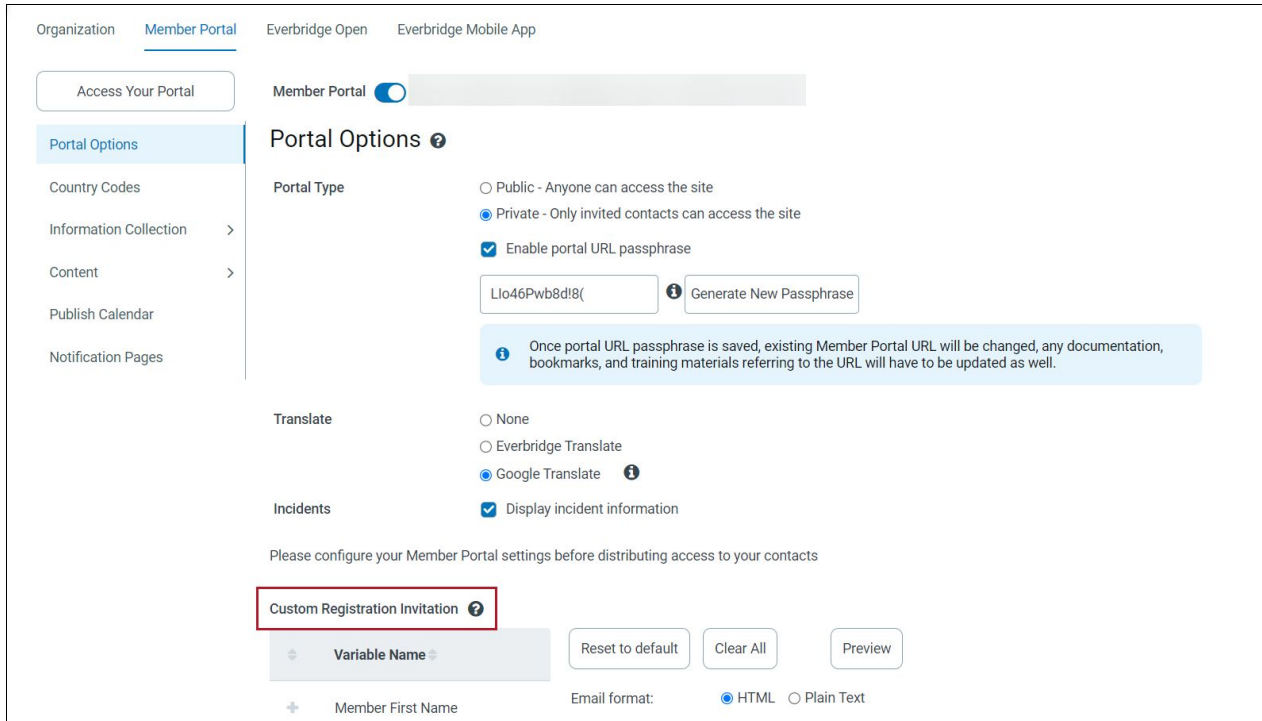 Organization Member Portal Everbridge Open Everbridge Mobile App
Access Your Portal
Member Portal
Portal Options
Country Codes
Information Collection
Content
Publish Calendar
Notification Pages
Portal Options
Portal Type
Public - Anyone can access the site
Private - Only invited contacts can access the site
Enable portal URL passphrase
LIo46Pwb8d!8(
Generate New Passphrase
Once portal URL passphrase is saved, existing Member Portal URL will be changed, any documentation,
bookmarks, and training materials referring to the URL will have to be updated as well.
Translate
None
Everbridge Translate
Google Translate
Incidents
Display incident information
Please configure your Member Portal settings before distributing access to your contacts
Custom Registration Invitation
Variable Name
Member First Name
Reset to default Clear All Preview
Email format: HTML Plain Text